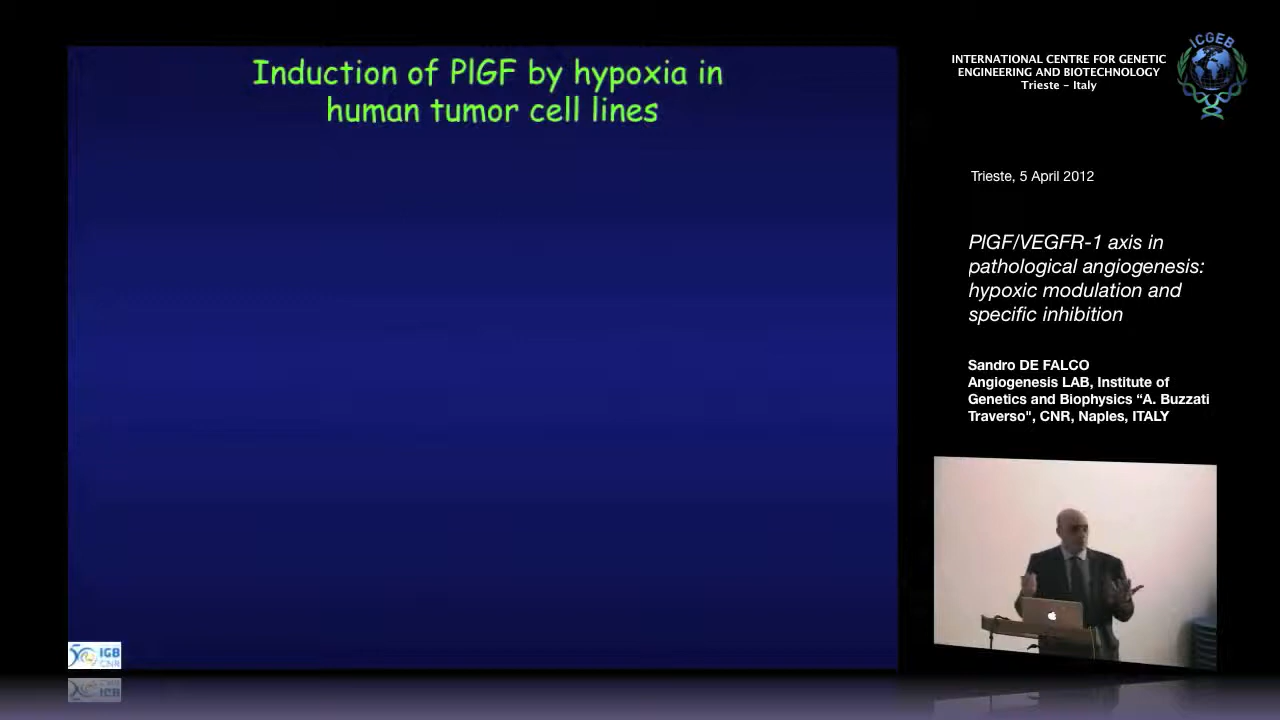 Induction of PlGF by hypoxia in
human tumor cell lines
IGB
CNR
ICGEB
INTERNATIONAL CENTRE FOR GENETIC
ENGINEERING AND BIOTECHNOLOGY
Trieste - Italy
Trieste, 5 April 2012
PlGF/VEGFR-1 axis in
pathological angiogenesis:
hypoxic modulation and
specific inhibition
Sandro DE FALCO
Angiogenesis LAB, Institute of
Genetics and Biophysics “A. Buzzati
Traverso", CNR, Naples, ITALY